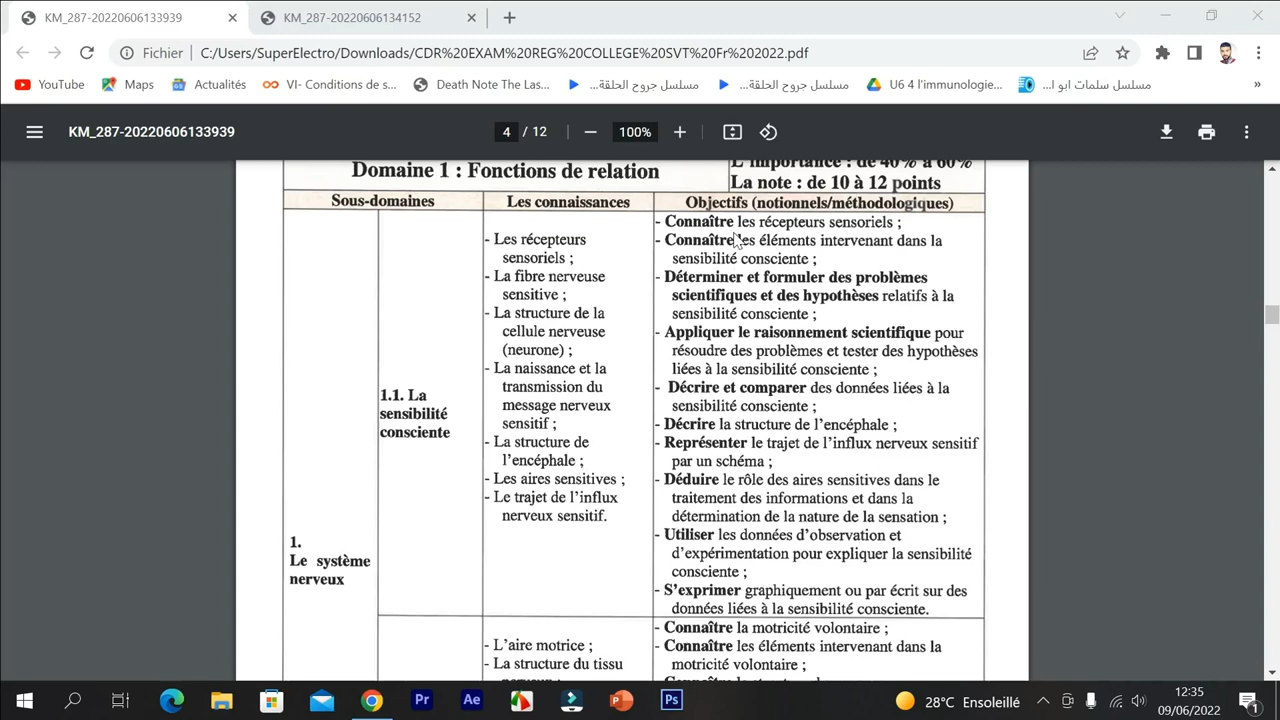 KM_287-20220606133939
KM_287-20220606134152
Fichier
C:/Users/SuperElectro/Downloads/CDR%20EXAM%20REG%20COLLEGE%20SVT%20Fr%202022.pdf
YouTube
Maps
Actualités
VI- Conditions de s...
Death Note The Las...
مسلسل جروح الحلقة...
مسلسل جروح الحلقة...
U6 4 l'immunologie...
مسلسل سلمات ابو ا...
»
KM_287-20220606133939
4 / 12
100%
Domaine 1 : Fonctions de relation
L'importance : de 40% à 60%
La note : de 10 à 12 points
Sous-domaines
Les connaissances
Objectifs (notionnels/méthodologiques)
1.
Le système
nerveux
1.1. La
sensibilité
consciente
- Les récepteurs
sensoriels ;
- La fibre nerveuse
sensitive ;
- La structure de la
cellule nerveuse
(neurone) ;
- La naissance et la
transmission du
message nerveux
sensitif ;
- La structure de
l'encéphale ;
- Les aires sensitives ;
- Le trajet de l'influx
nerveux sensitif.
- Connaître les récepteurs sensoriels ;
- Connaître les éléments intervenant dans la
sensibilité consciente ;
- Déterminer et formuler des problèmes
scientifiques et des hypothèses relatifs à la
sensibilité consciente ;
- Appliquer le raisonnement scientifique pour
résoudre des problèmes et tester des hypothèses
liées à la sensibilité consciente ;
- Décrire et comparer des données liées à la
sensibilité consciente ;
- Décrire la structure de l'encéphale ;
- Représenter le trajet de l'influx nerveux sensitif
par un schéma ;
- Déduire le rôle des aires sensitives dans le
traitement des informations et dans la
détermination de la nature de la sensation ;
- Utiliser les données d'observation et
d'expérimentation pour expliquer la sensibilité
consciente ;
- S'exprimer graphiquement ou par écrit sur des
données liées à la sensibilité consciente.
- L'aire motrice ;
- La structure du tissu
- Connaître la motricité volontaire ;
- Connaître les éléments intervenant dans la
motricité volontaire ;
Pr
Ae
Ps
28°C Ensoleillé
12:35
09/06/2022
1